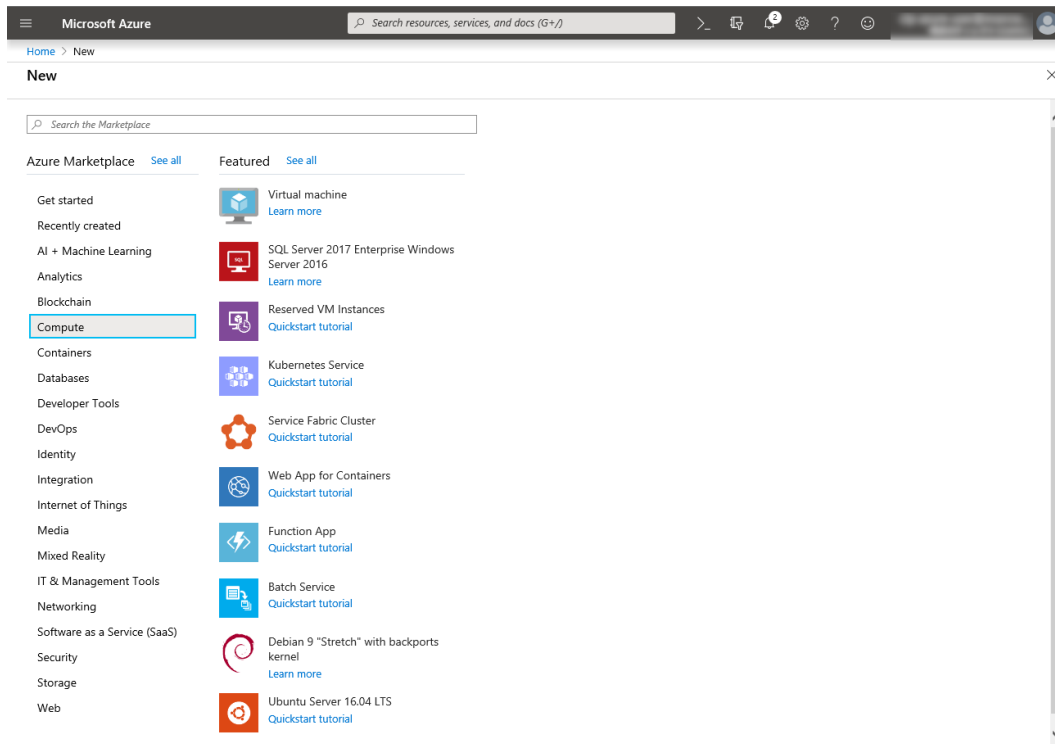 Microsoft Azure
Search resources, services, and docs (G+/)
2
Home > New
New
Search the Marketplace
Azure Marketplace See all
Get started
Recently created
AI + Machine Learning
Analytics
Blockchain
Compute
Containers
Databases
Developer Tools
DevOps
Identity
Integration
Internet of Things
Media
Mixed Reality
IT & Management Tools
Networking
Software as a Service (SaaS)
Security
Storage
Web
Featured See all
Virtual machine
Learn more
SQL
SQL Server 2017 Enterprise Windows
Server 2016
Learn more
Reserved VM Instances
Quickstart tutorial
Kubernetes Service
Quickstart tutorial
Service Fabric Cluster
Quickstart tutorial
Web App for Containers
Quickstart tutorial
Function App
Quickstart tutorial
Batch Service
Quickstart tutorial
Debian 9 "Stretch" with backports
kernel
Learn more
Ubuntu Server 16.04 LTS
Quickstart tutorial